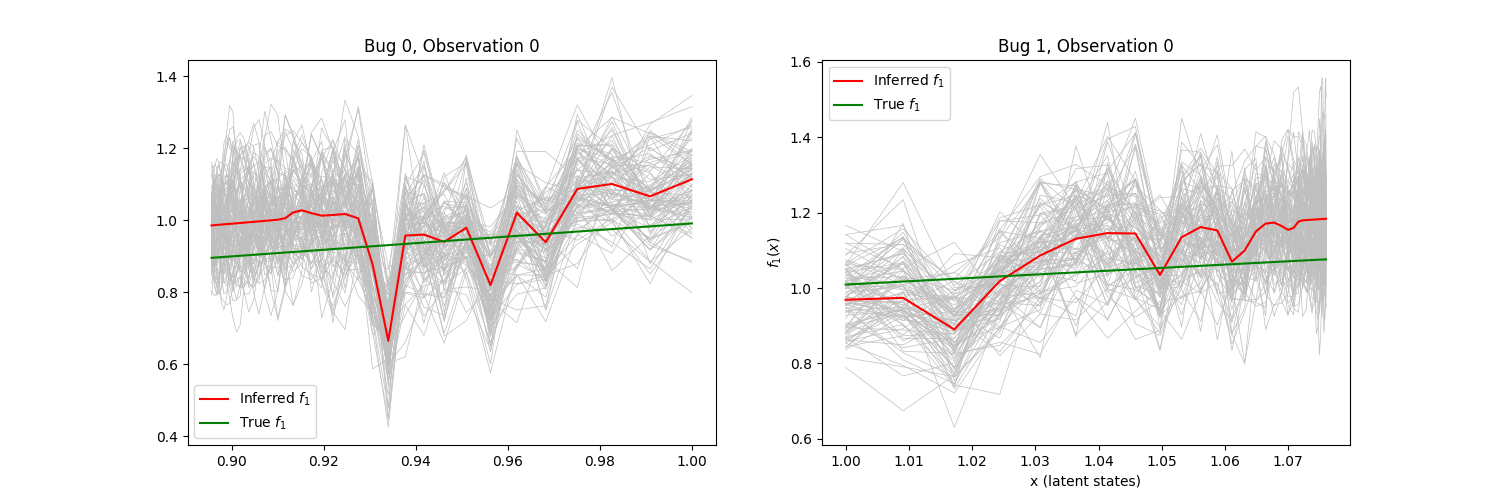 Bug 0, Observation 0
1.4
1.2
1.0
0.8
0.6
0.4
Inferred f₁
True f₁
0.90 0.92 0.94 0.96 0.98 1.00
Bug 1, Observation 0
f₁(x)
1.6
1.4
1.2
1.0
0.8
0.6
Inferred f₁
True f₁
1.00 1.01 1.02 1.03 1.04 1.05 1.06 1.07
x (latent states)